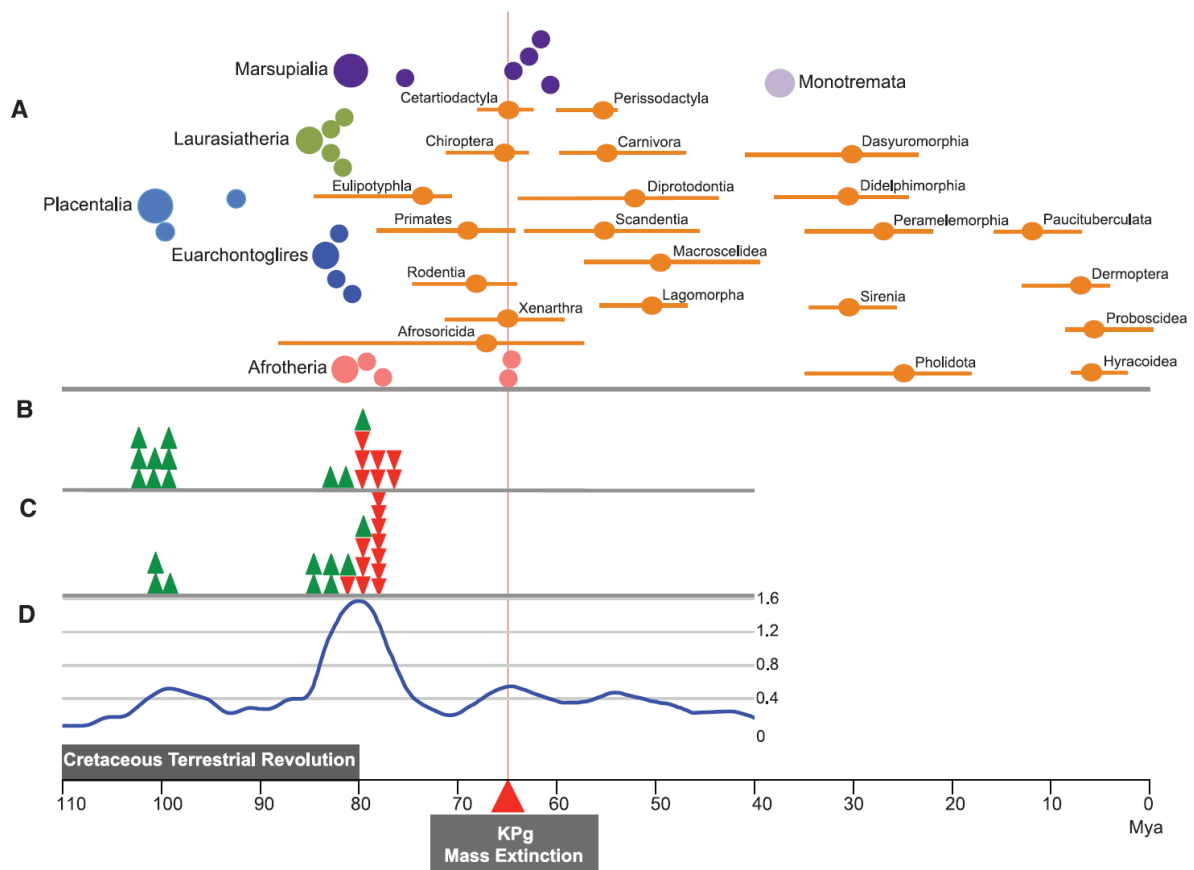 A
Marsupialia
Monotremata
Cetartiodactyla
Perissodactyla
Laurasiatheria
Chiroptera
Carnivora
Dasyuromorphia
Eulipotyphla
Diprotodontia
Didelphimorphia
Placentalia
Primates
Scandentia
Peramelemorphia
Paucituberculata
Euarchontoglires
Macroscelidea
Rodentia
Dermoptera
Lagomorpha
Sirenia
Xenarthra
Proboscidea
Afrosoricida
Afrotheria
Pholidota
Hyracoidea
B
C
D
1.6
1.2
0.8
0.4
0
Cretaceous Terrestrial Revolution
110 100 90 80 70 60 50 40 30 20 10 0
Mya
KPg
Mass Extinction